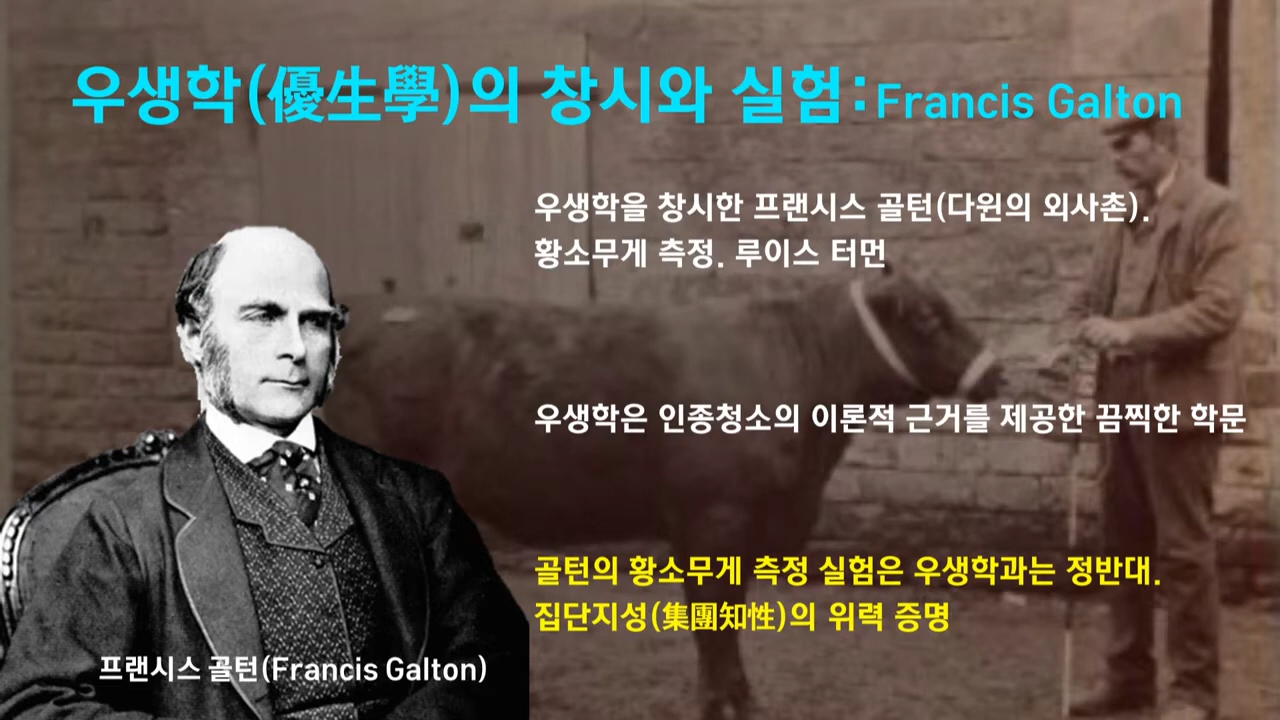 우생학(優生學)의 창시와 실험:Francis Galton
우생학을 창시한 프랜시스 골턴(다윈의 외사촌).
황소무게 측정. 루이스 터먼
우생학은 인종청소의 이론적 근거를 제공한 끔찍한 학문
골턴의 황소무게 측정 실험은 우생학과는 정반대.
집단지성(集團知性)의 위력 증명
프랜시스 골턴(Francis Galton)